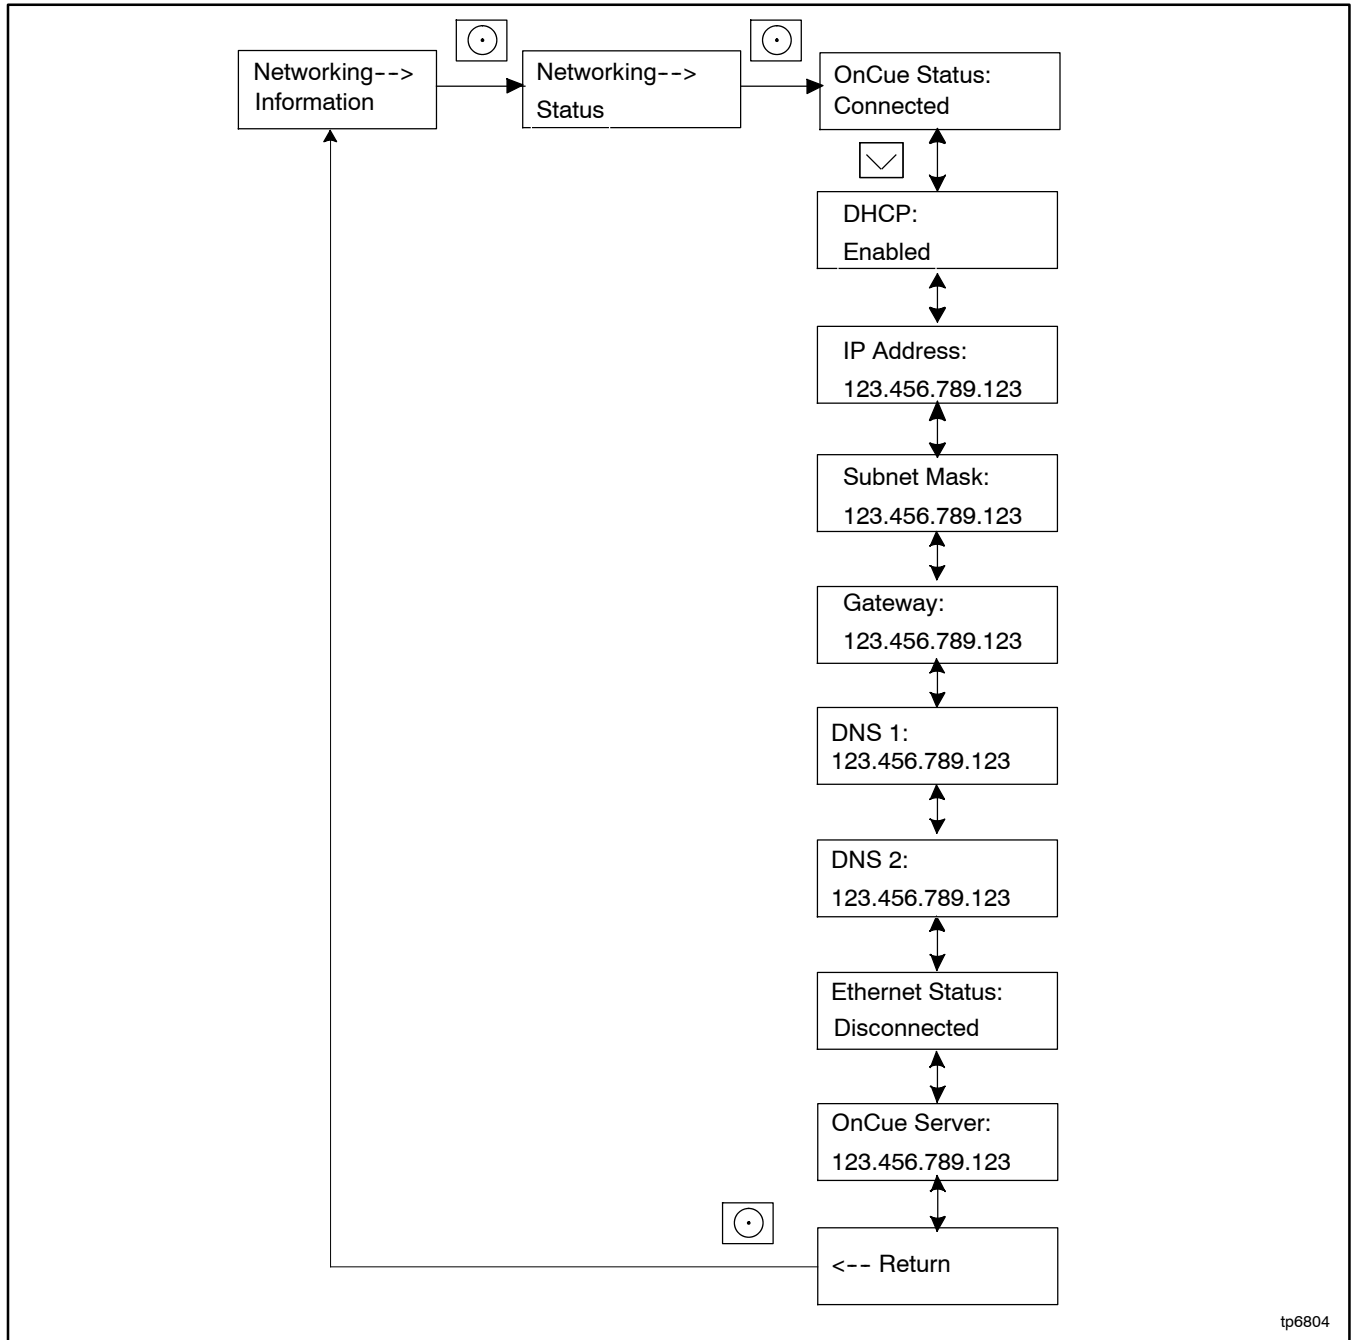 Networking-->
Information
Networking-->
Status
OnCue Status:
Connected
DHCP:
Enabled
IP Address:
123.456.789.123
Subnet Mask:
123.456.789.123
Gateway:
123.456.789.123
DNS 1:
123.456.789.123
DNS 2:
123.456.789.123
Ethernet Status:
Disconnected
OnCue Server:
123.456.789.123
<-- Return
tp6804